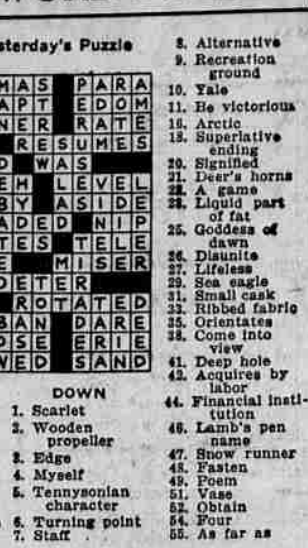 sterday's Puzzle
MAS PARA
APT EDOM
NER RATE
RESUMES
D WAS
EH LEVEL
BY ASIDE
ADED NIP
TES TELE
E MISER
DETER
ROTATED
BAN DARE
OSE ERIE
WED SAND
DOWN
1. Scarlet
2. Wooden
propeller
3. Edge
4. Myself
5. Tennysonian
character
6. Turning point
7. Staff
8. Alternative
9. Recreation
ground
10. Yale
11. Be victorious
16. Arctic
18. Superlative
ending
20. Signified
21. Deer's horns
22. A game
23. Liquid part
of fat
25. Goddess of
dawn
26. Disunite
27. Lifeless
29. Sea eagle
31. Small cask
33. Ribbed fabric
35. Orientates
38. Come into
view
41. Deep hole
42. Acquires by
labor
44. Financial insti-
tution
46. Lamb's pen
name
47. Snow runner
48. Fasten
49. Poem
51. Vase
52. Obtain
54. Four
55. As far as